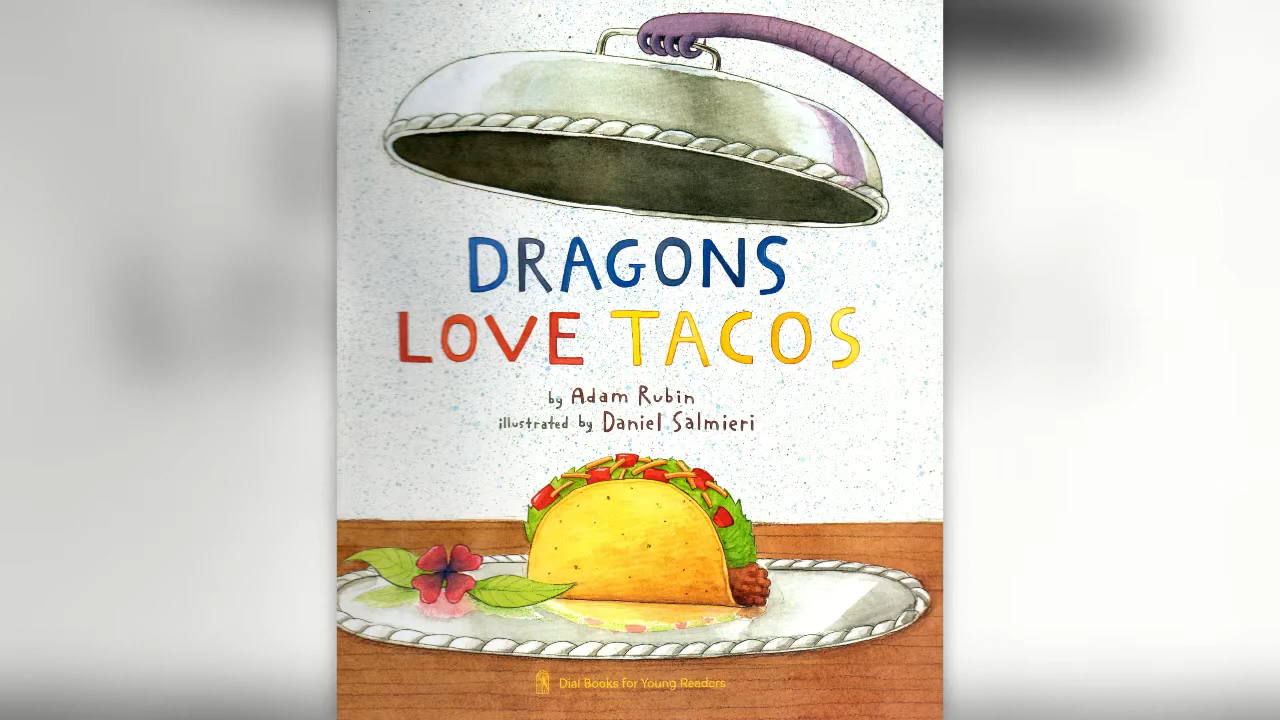 DRAGONS
LOVE TACOS
by Adam Rubin
illustrated by Daniel Salmieri
Dial Books for Young Readers